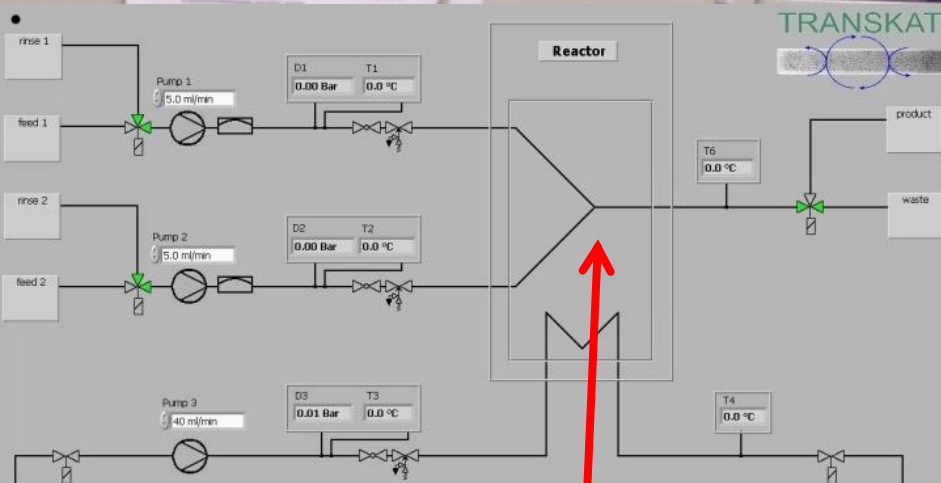 TRANSKAT
rinse 1
Reactor
D1 T1
0.00 Bar 0.0 °C
Pump 1
5.0 ml/min
feed 1
product
T6
0.0 °C
rinse 2
waste
D2 T2
0.00 Bar 0.0 °C
Pump 2
5.0 ml/min
feed 2
D3 T3
0.01 Bar 0.0 °C
Pump 3
40 ml/min
T4
0.0 °C